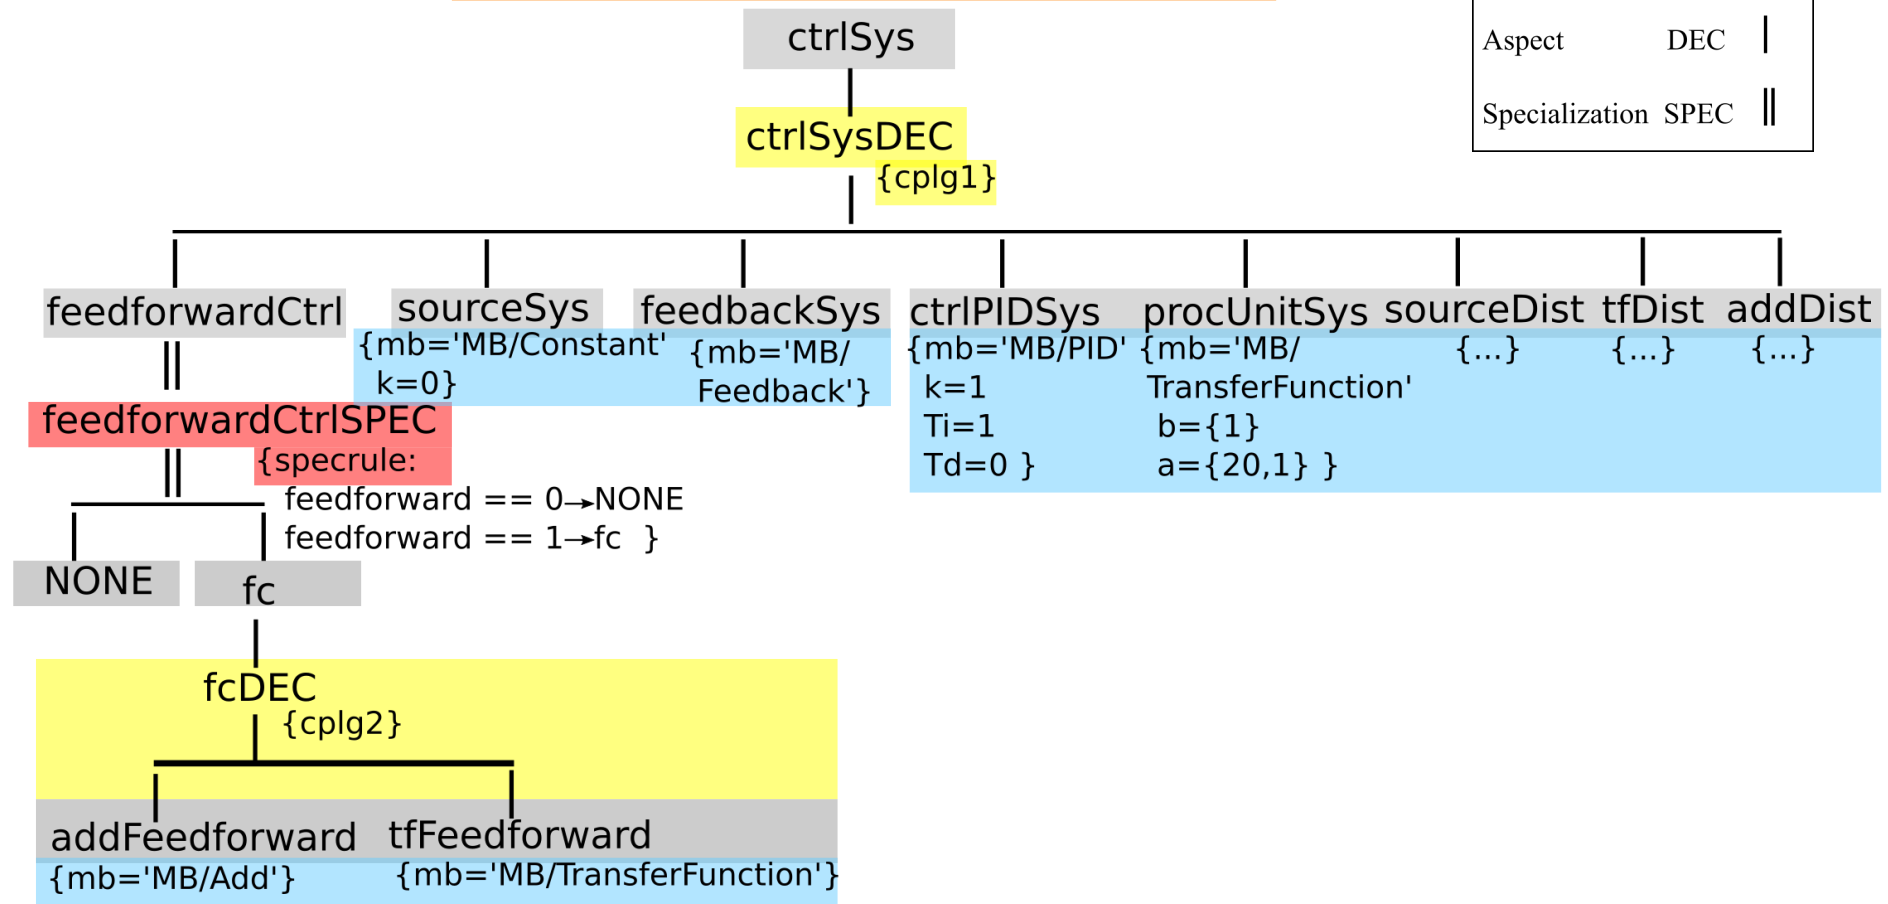 ctrlSys
Aspect DEC
Specialization SPEC
ctrlSysDEC
{cplg1}
feedforwardCtrl sourceSys feedbackSys ctrlPIDSys procUnitSys sourceDist tfDist addDist
{mb='MB/Constant'
k=0}
{mb='MB/
Feedback'}
{mb='MB/PID'
k=1
Ti=1
Td=0 }
{mb='MB/
TransferFunction'
b={1}
a={20,1} }
{...} {...} {...}
feedforwardCtrlSPEC
{specrule:
feedforward == 0→NONE
feedforward == 1→fc }
NONE fc
fcDEC
{cplg2}
addFeedforward tfFeedforward
{mb='MB/Add'} {mb='MB/TransferFunction'}